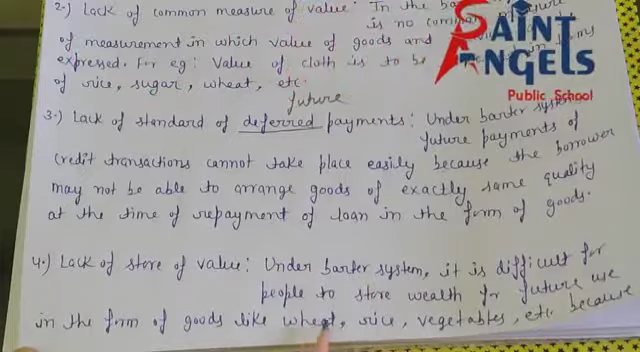 2.) Lack of common measure of value: In the
is no common
of measurement in which value of goods and
expressed. For eg: Value of cloth is to be
of rice, sugar, wheat, etc.
future
3.) Lack of standard of deferred payments: Under barter system
future payments of
credit transactions cannot take place easily because the borrower
may not be able to arrange goods of exactly same quality
at the time of repayment of loan in the form of goods.
4.) Lack of store of value: Under barter system, it is difficult for
people to store wealth for future use
in the form of goods like wheat, rice, vegetables, etc. because
SAINT
ANGELS
Public School